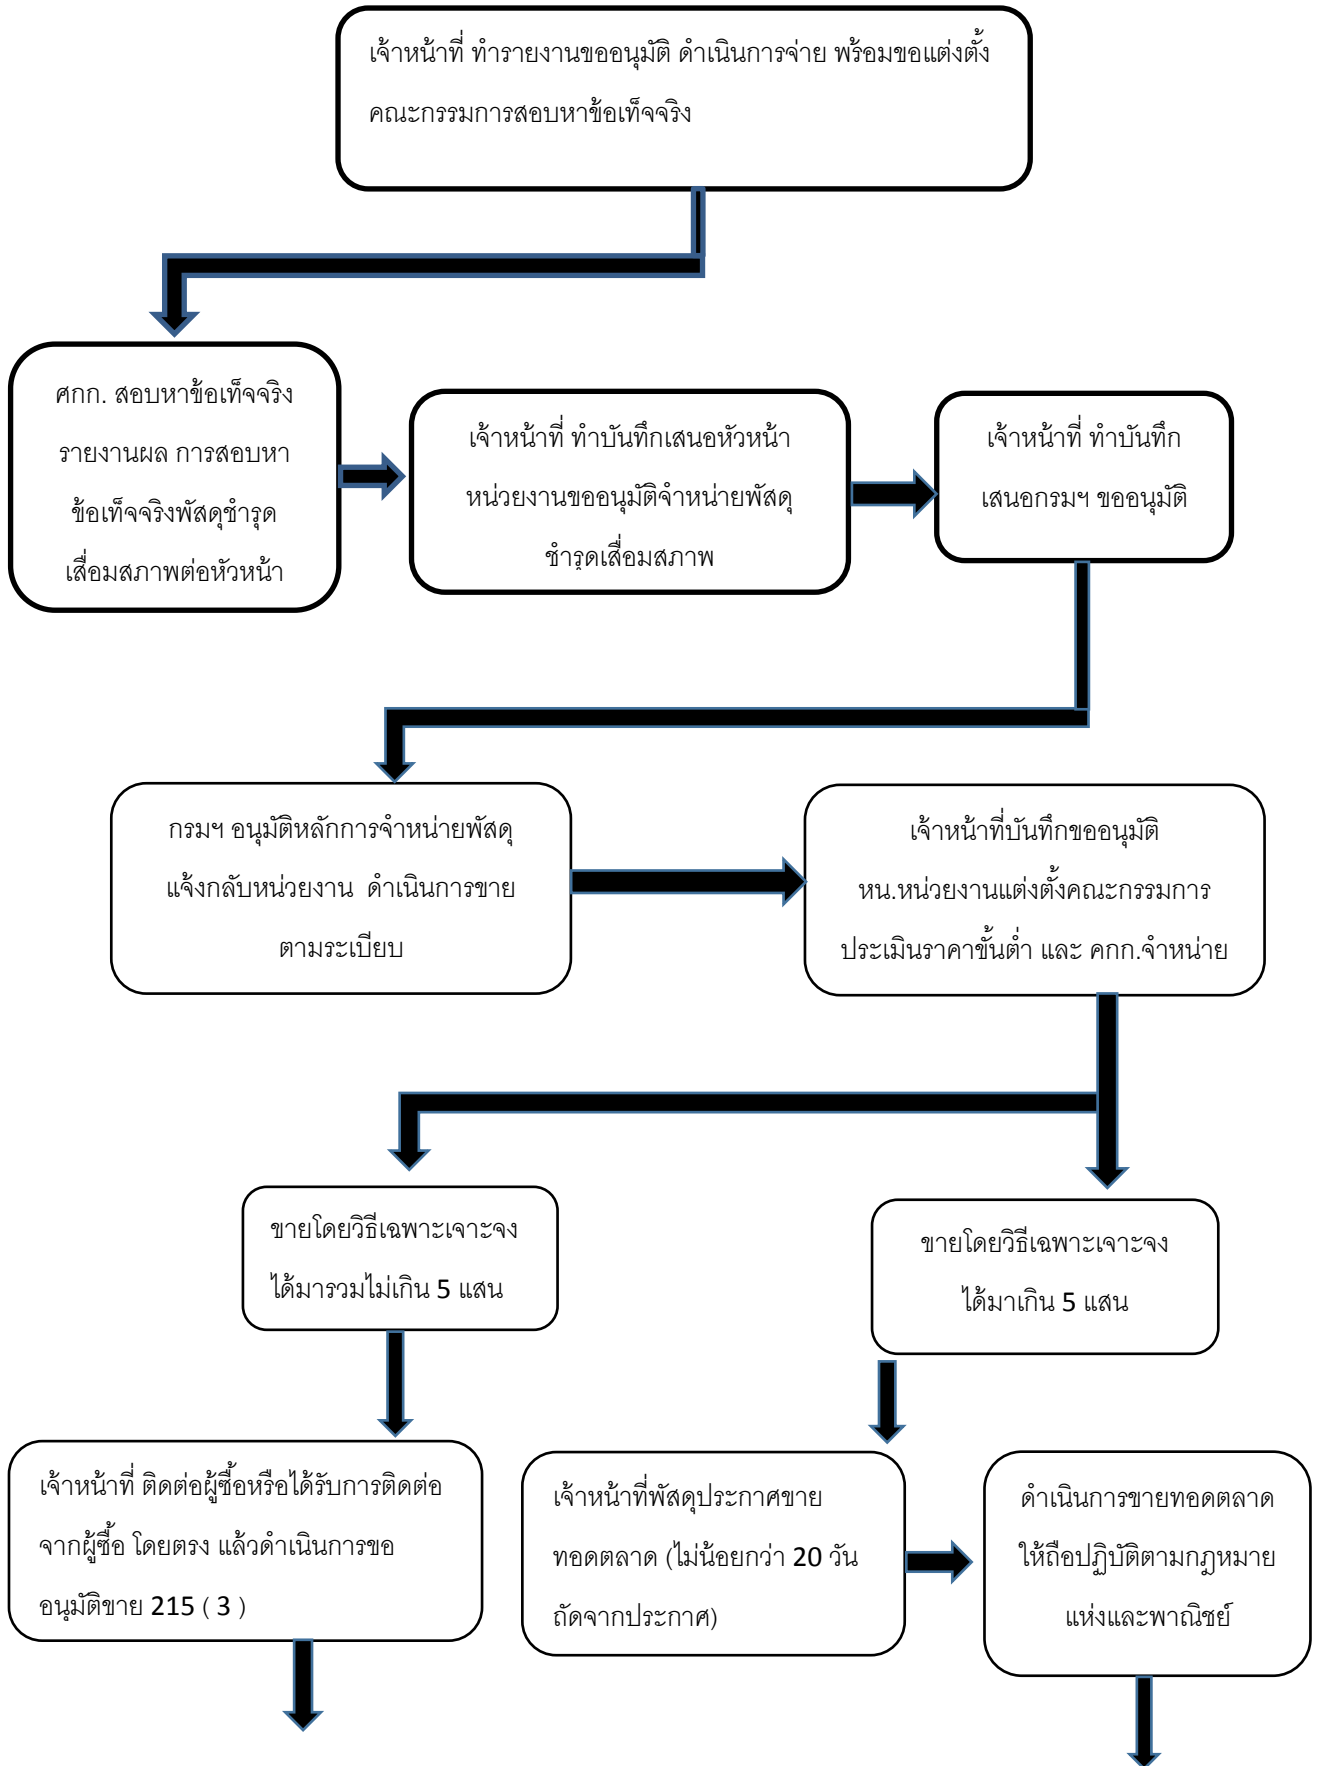 เจ้าหน้าที่ ทำรายงานขออนุมัติ ดำเนินการจ่าย พร้อมขอแต่งตั้ง
คณะกรรมการสอบหาข้อเท็จจริง
ศกก. สอบหาข้อเท็จจริง
รายงานผล การสอบหา
ข้อเท็จจริงพัสดุชำรุด
เสื่อมสภาพต่อหัวหน้า
เจ้าหน้าที่ ทำบันทึกเสนอหัวหน้า
หน่วยงานขออนุมัติจำหน่ายพัสดุ
ชำรุดเสื่อมสภาพ
เจ้าหน้าที่ ทำบันทึก
เสนอกรมฯ ขออนุมัติ
กรมฯ อนุมัติหลักการจำหน่ายพัสดุ
แจ้งกลับหน่วยงาน ดำเนินการขาย
ตามระเบียบ
เจ้าหน้าที่บันทึกขออนุมัติ
หน.หน่วยงานแต่งตั้งคณะกรรมการ
ประเมินราคาขั้นต่ำ และ คกก.จำหน่าย
ขายโดยวิธีเฉพาะเจาะจง
ได้มารวมไม่เกิน 5 แสน
ขายโดยวิธีเฉพาะเจาะจง
ได้มาเกิน 5 แสน
เจ้าหน้าที่ ติดต่อผู้ซื้อหรือได้รับการติดต่อ
จากผู้ซื้อ โดยตรง แล้วดำเนินการขอ
อนุมัติขาย 215 ( 3 )
เจ้าหน้าที่พัสดุประกาศขาย
ทอดตลาด (ไม่น้อยกว่า 20 วัน
ถัดจากประกาศ)
ดำเนินการขายทอดตลาด
ให้ถือปฏิบัติตามกฎหมาย
แห่งและพาณิชย์